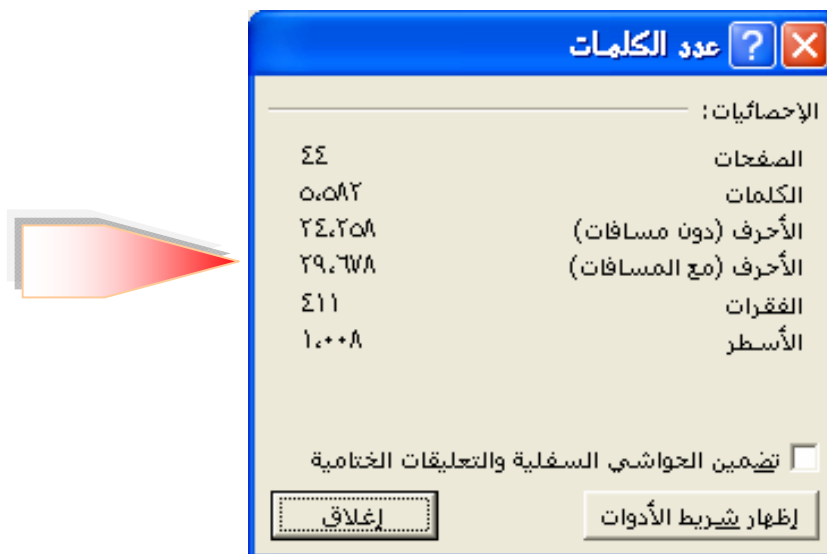 عدد الكلمات
الإحصائيات:
الصفحات ٤٤
الكلمات ٥،٥٨٢
الأحرف (دون مسافات) ٢٤،٢٥٨
الأحرف (مع المسافات) ٢٩،٦٧٨
الفقرات ٤١١
الأسطر ١،٠٠٨
تضمين الحواشي السفلية والتعليقات الختامية
إظهار شريط الأدوات إغلاق